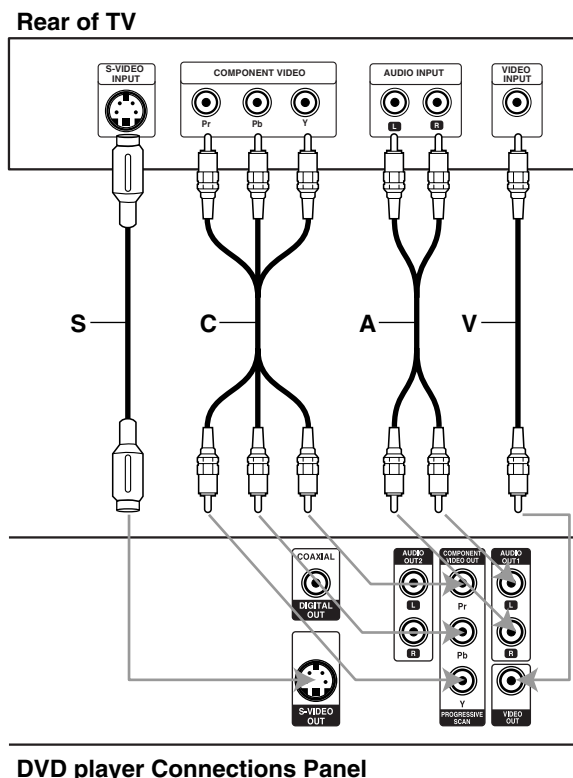 Rear of TV
S-VIDEO
INPUT
COMPONENT VIDEO
Pr
Pb
Y
AUDIO INPUT
L
R
VIDEO
INPUT
S
C
A
V
COAXIAL
DIGITAL
OUT
S-VIDEO
OUT
AUDIO
OUT2
L
R
COMPONENT
VIDEO OUT
Pr
Pb
Y
PROGRESSIVE
SCAN
AUDIO
OUT1
L
R
VIDEO
OUT
DVD player Connections Panel